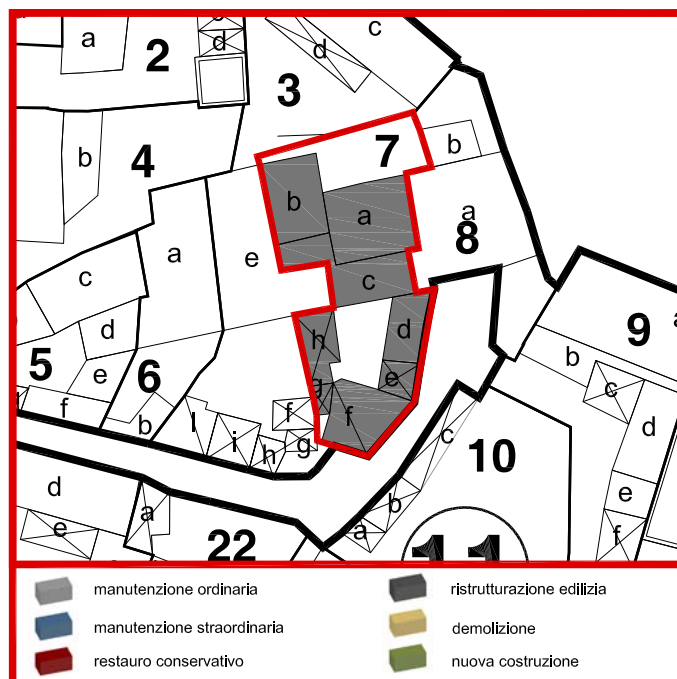 a
2
d
d
c
3
b
4
7
b
b
a
a
8
a
e
c
c
9
d
h
d
b
5
e
6
g
e
c
f
b
l
f
f
d
i
h
g
c
10
e
d
a
b
f
e
22
a
11
manutenzione ordinaria
ristrutturazione edilizia
manutenzione straordinaria
demolizione
restauro conservativo
nuova costruzione